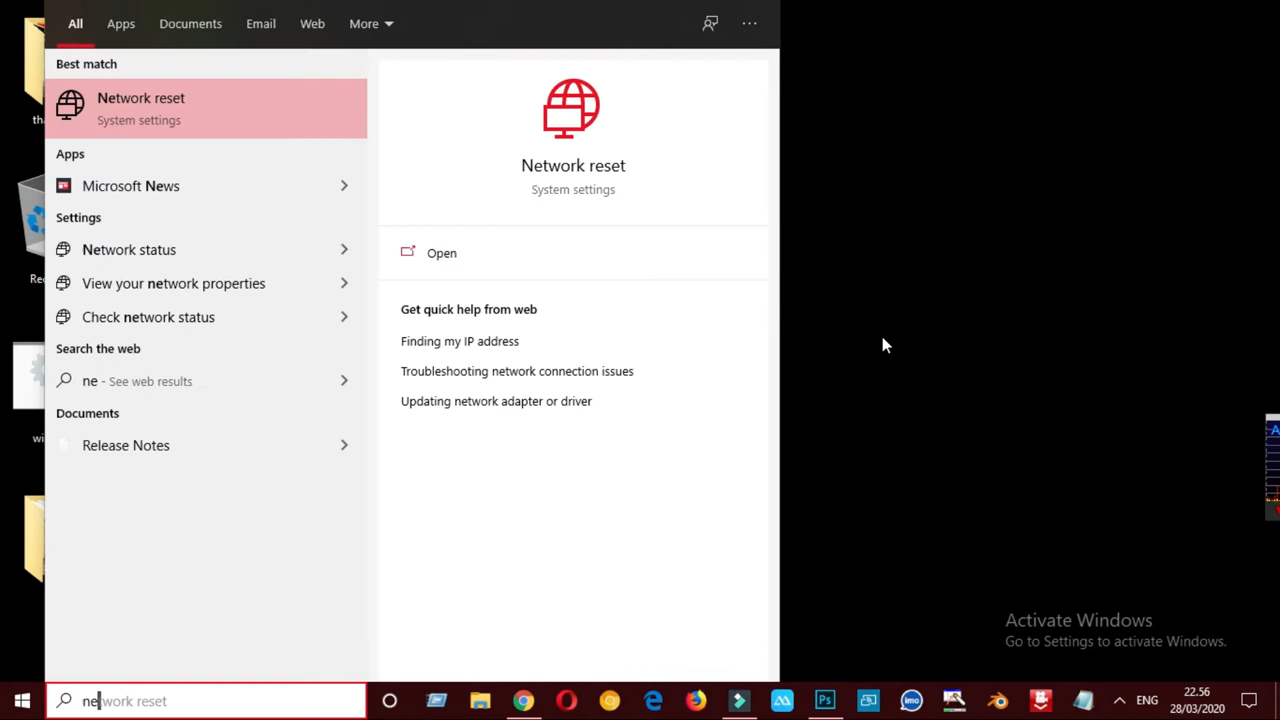 All Apps Documents Email Web More
Best match
Network reset
System settings
Apps
Microsoft News
Settings
Network status
View your network properties
Check network status
Search the web
ne - See web results
Documents
Release Notes
Network reset
System settings
Open
Get quick help from web
Finding my IP address
Troubleshooting network connection issues
Updating network adapter or driver
Activate Windows
Go to Settings to activate Windows.
network reset
Ps
imo
ENG
22.56
28/03/2020